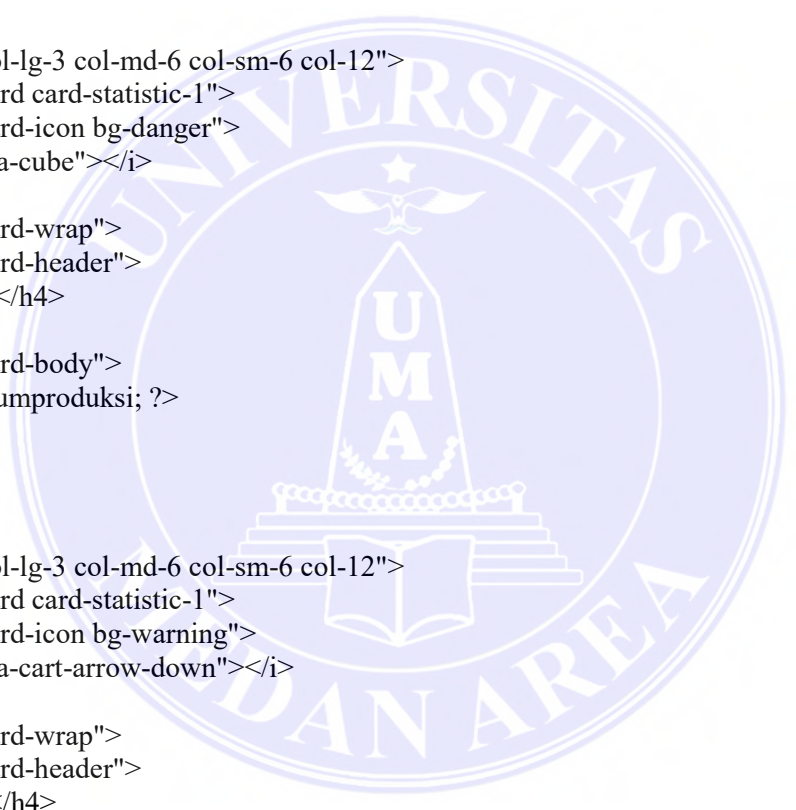 l-lg-3 col-md-6 col-sm-6 col-12">
rd card-statistic-1">
rd-icon bg-danger">
a-cube"></i>
rd-wrap">
rd-header">
</h4>
rd-body">
umproduksi; ?>
l-lg-3 col-md-6 col-sm-6 col-12">
rd card-statistic-1">
rd-icon bg-warning">
a-cart-arrow-down"></i>
rd-wrap">
rd-header">
</h4>
UNIVERSITAS
UMA
MEDAN AREA